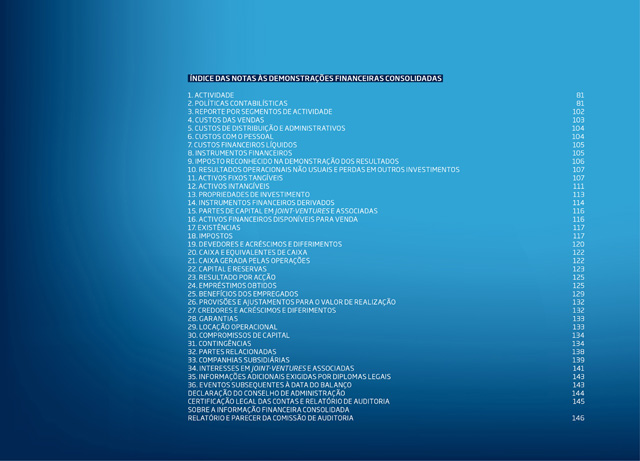 ÍNDICE DAS NOTAS ÀS DEMONSTRAÇÕES FINANCEIRAS CONSOLIDADAS
1. ACTIVIDADE 81
2. POLÍTICAS CONTABILÍSTICAS 81
3. REPORTE POR SEGMENTOS DE ACTIVIDADE 102
4. CUSTOS DAS VENDAS 103
5. CUSTOS DE DISTRIBUIÇÃO E ADMINISTRATIVOS 104
6. CUSTOS COM O PESSOAL 104
7. CUSTOS FINANCEIROS LÍQUIDOS 105
8. INSTRUMENTOS FINANCEIROS 105
9. IMPOSTO RECONHECIDO NA DEMONSTRAÇÃO DOS RESULTADOS 106
10. RESULTADOS OPERACIONAIS NÃO USUAIS E PERDAS EM OUTROS INVESTIMENTOS 107
11. ACTIVOS FIXOS TANGÍVEIS 107
12. ACTIVOS INTANGÍVEIS 111
13. PROPRIEDADES DE INVESTIMENTO 113
14. INSTRUMENTOS FINANCEIROS DERIVADOS 114
15. PARTES DE CAPITAL EM JOINT-VENTURES E ASSOCIADAS 116
16. ACTIVOS FINANCEIROS DISPONÍVEIS PARA VENDA 116
17. EXISTÊNCIAS 117
18. IMPOSTOS 117
19. DEVEDORES E ACRÉSCIMOS E DIFERIMENTOS 120
20. CAIXA E EQUIVALENTES DE CAIXA 122
21. CAIXA GERADA PELAS OPERAÇÕES 122
22. CAPITAL E RESERVAS 123
23. RESULTADO POR ACÇÃO 125
24. EMPRÉSTIMOS OBTIDOS 125
25. BENEFÍCIOS DOS EMPREGADOS 129
26. PROVISÕES E AJUSTAMENTOS PARA O VALOR DE REALIZAÇÃO 132
27. CREDORES E ACRÉSCIMOS E DIFERIMENTOS 132
28. GARANTIAS 133
29. LOCAÇÃO OPERACIONAL 133
30. COMPROMISSOS DE CAPITAL 134
31. CONTINGÊNCIAS 134
32. PARTES RELACIONADAS 138
33. COMPANHIAS SUBSIDIÁRIAS 139
34. INTERESSES EM JOINT-VENTURES E ASSOCIADAS 141
35. INFORMAÇÕES ADICIONAIS EXIGIDAS POR DIPLOMAS LEGAIS 143
36. EVENTOS SUBSEQUENTES À DATA DO BALANÇO 143
DECLARAÇÃO DO CONSELHO DE ADMINISTRAÇÃO 144
CERTIFICAÇÃO LEGAL DAS CONTAS E RELATÓRIO DE AUDITORIA 145
SOBRE A INFORMAÇÃO FINANCEIRA CONSOLIDADA
RELATÓRIO E PARECER DA COMISSÃO DE AUDITORIA 146